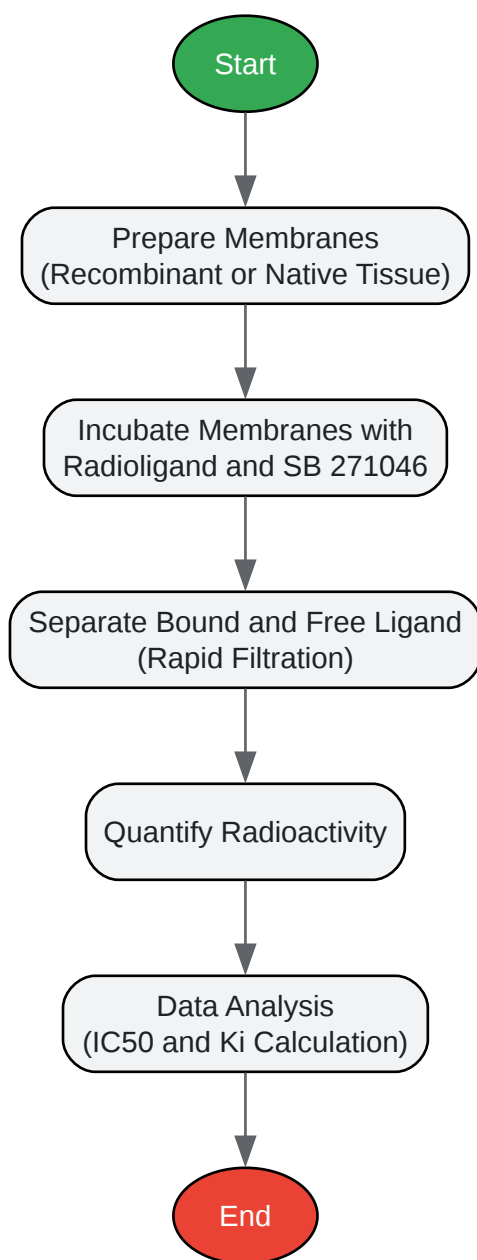 Start
Prepare Membranes
(Recombinant or Native Tissue)
Incubate Membranes with
Radioligand and SB 271046
Separate Bound and Free Ligand
(Rapid Filtration)
Quantify Radioactivity
Data Analysis
(IC50 and Ki Calculation)
End